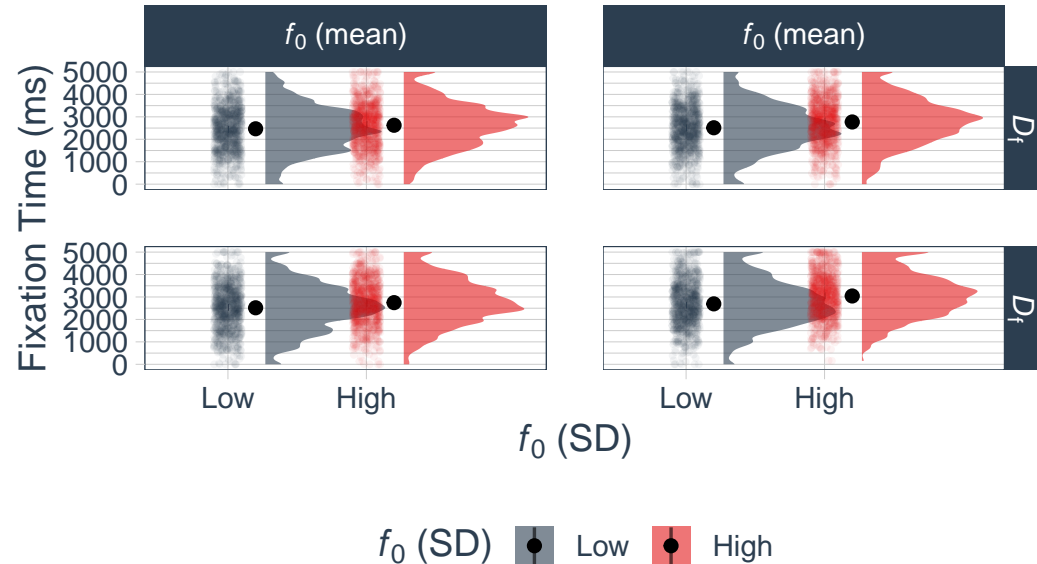 f0 (mean) f0 (mean)
Fixation Time (ms)
5000
4000
3000
2000
1000
0
Df
5000
4000
3000
2000
1000
0
Df
Low High Low High
f0 (SD)
f0 (SD) Low High